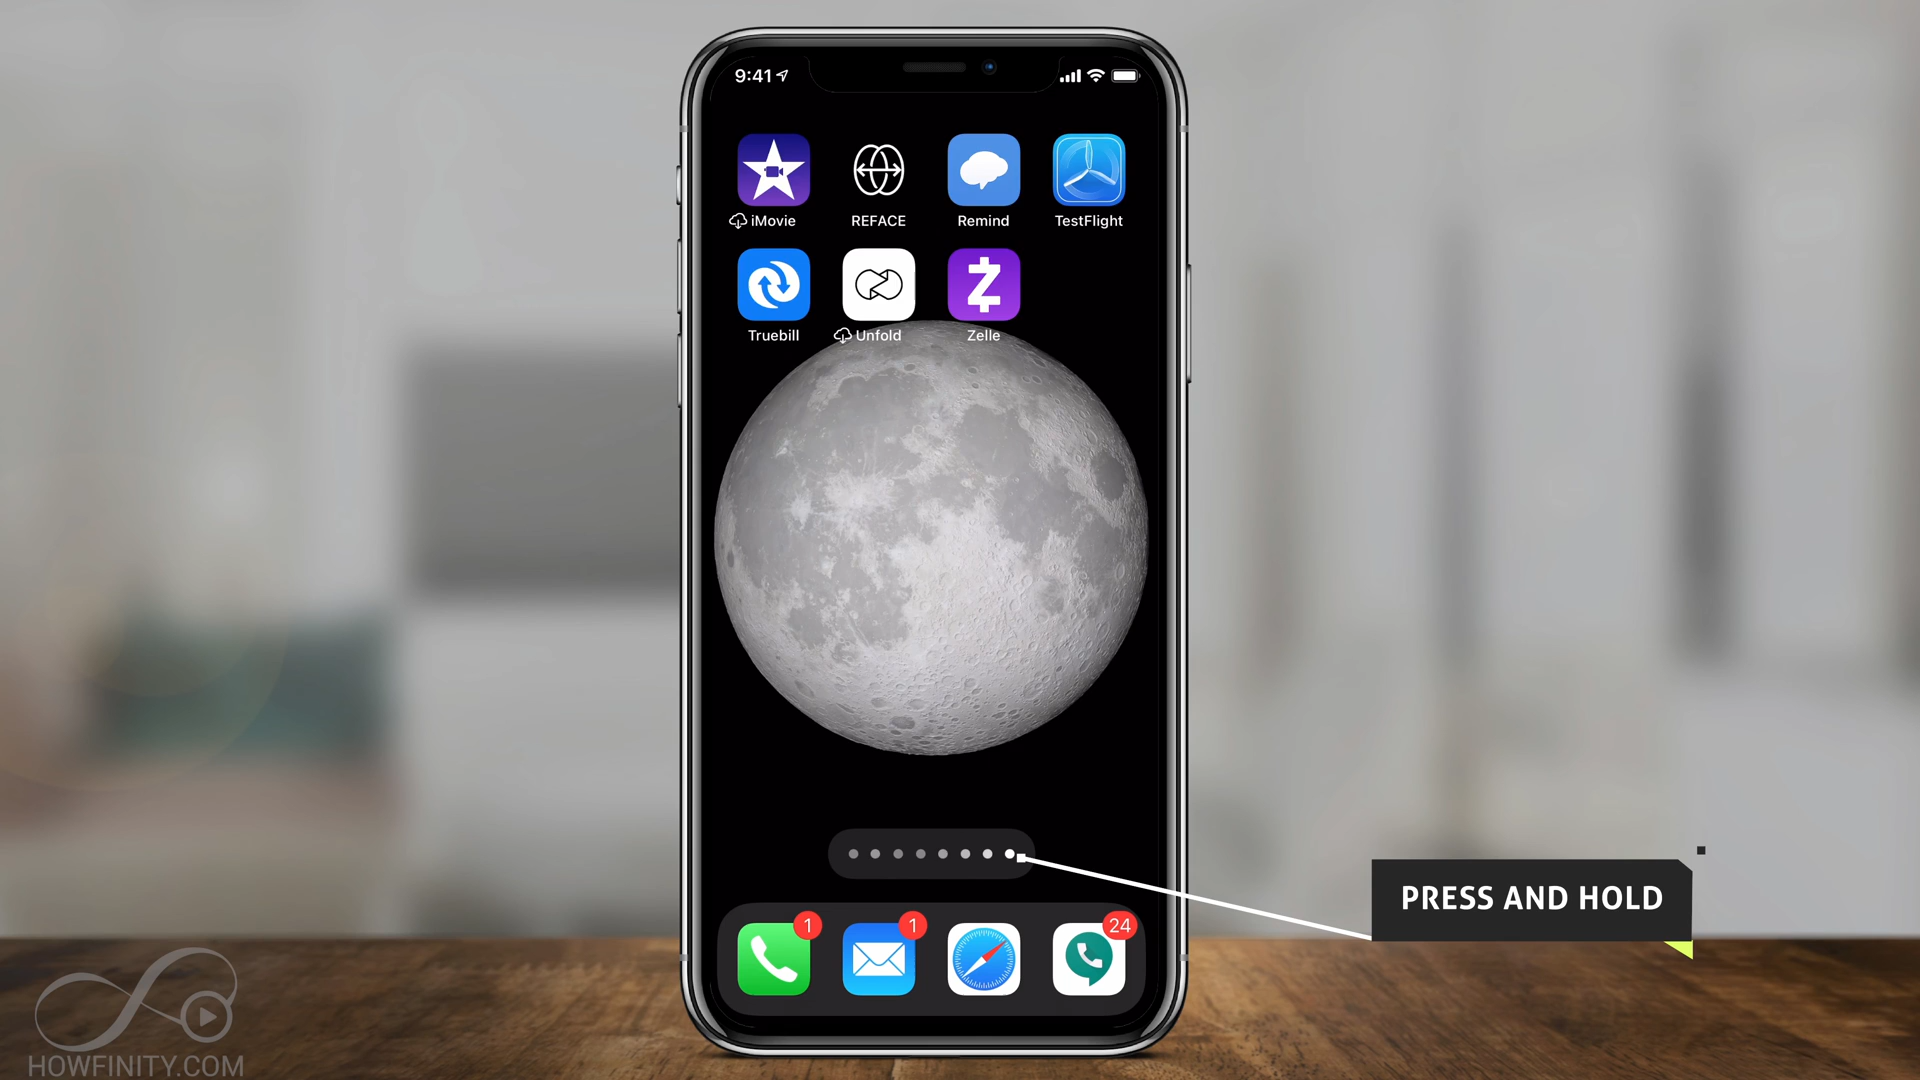 9:41
iMovie
REFACE
Remind
TestFlight
Truebill
Unfold
Zelle
PRESS AND HOLD
1
1
24
HOWFINITY.COM